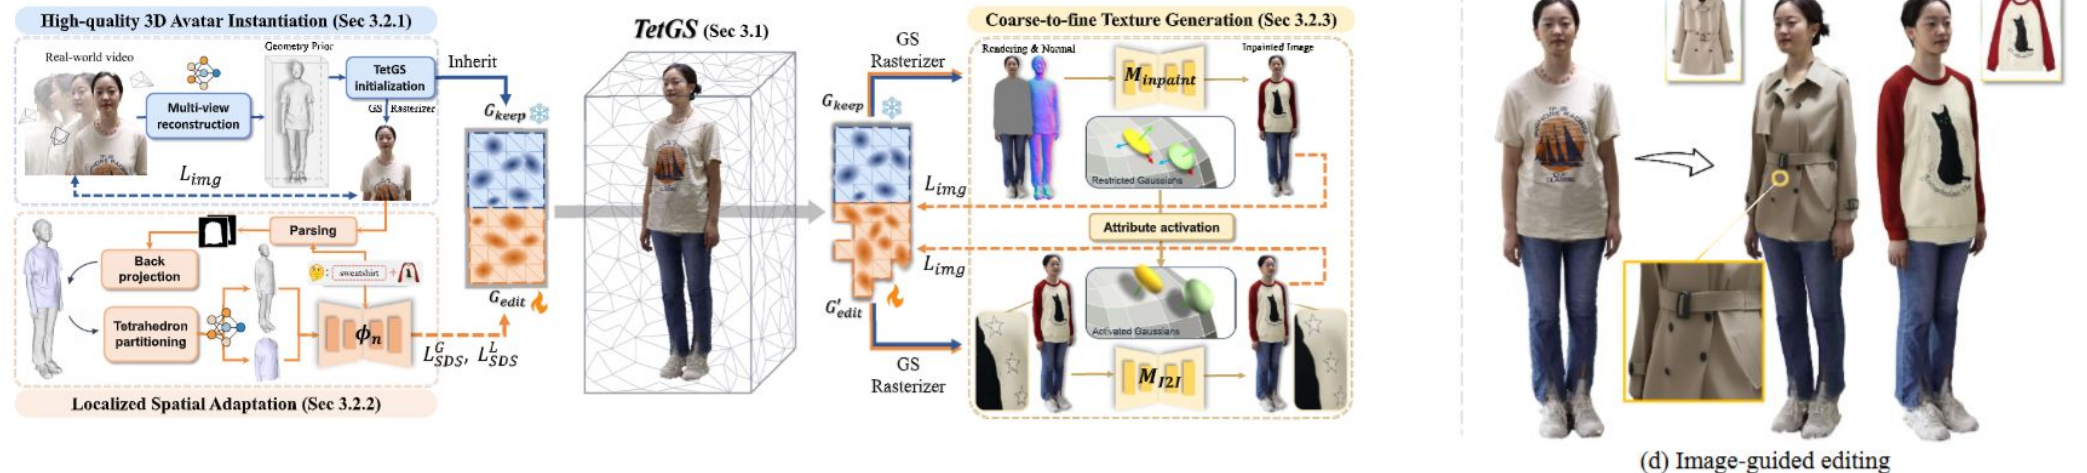 High-quality 3D Avatar Instantiation (Sec 3.2.1)
Real-world video
Geometry Prior
Multi-view
reconstruction
TetGS
initialization
GS Rasterizer
L_img
Inherit
G_keep
G_edit
Parsing
Back
projection
Tetrahedron
partitioning
: sweatshirt +
ϕ_n
L^G_SDS, L^L_SDS
Localized Spatial Adaptation (Sec 3.2.2)
TetGS (Sec 3.1)
GS
Rasterizer
G_keep
G'_edit
GS
Rasterizer
Coarse-to-fine Texture Generation (Sec 3.2.3)
Rendering & Normal
M_inpaint
Inpainted Image
Restricted Gaussians
L_img
Attribute activation
L_img
Activated Gaussians
M_I2I
(d) Image-guided editing